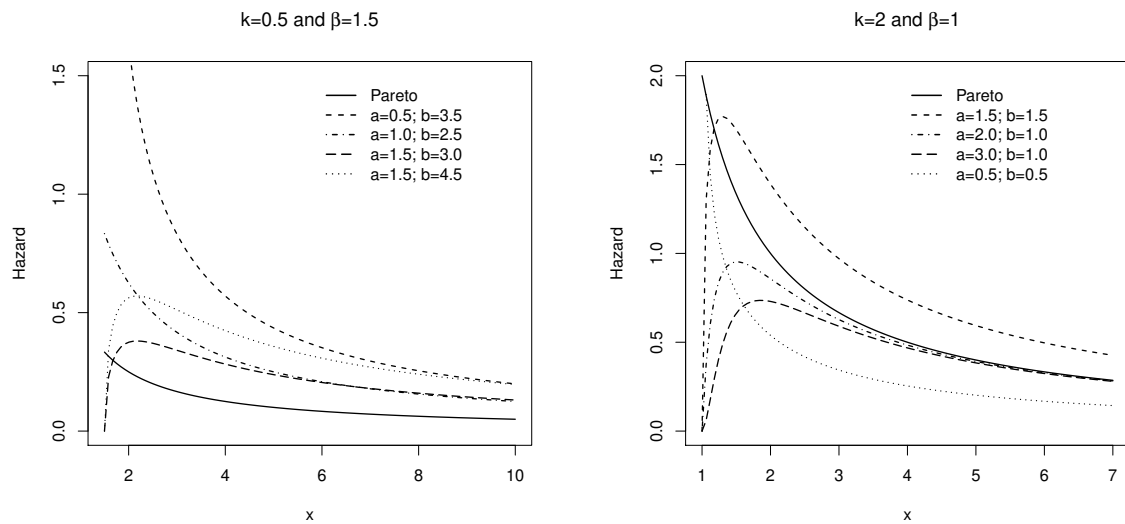 k=0.5 and β=1.5
1.5
1.0
0.5
0.0
Hazard
Pareto
a=0.5; b=3.5
a=1.0; b=2.5
a=1.5; b=3.0
a=1.5; b=4.5
2 4 6 8 10
x
k=2 and β=1
2.0
1.5
1.0
0.5
0.0
Hazard
Pareto
a=1.5; b=1.5
a=2.0; b=1.0
a=3.0; b=1.0
a=0.5; b=0.5
1 2 3 4 5 6 7
x